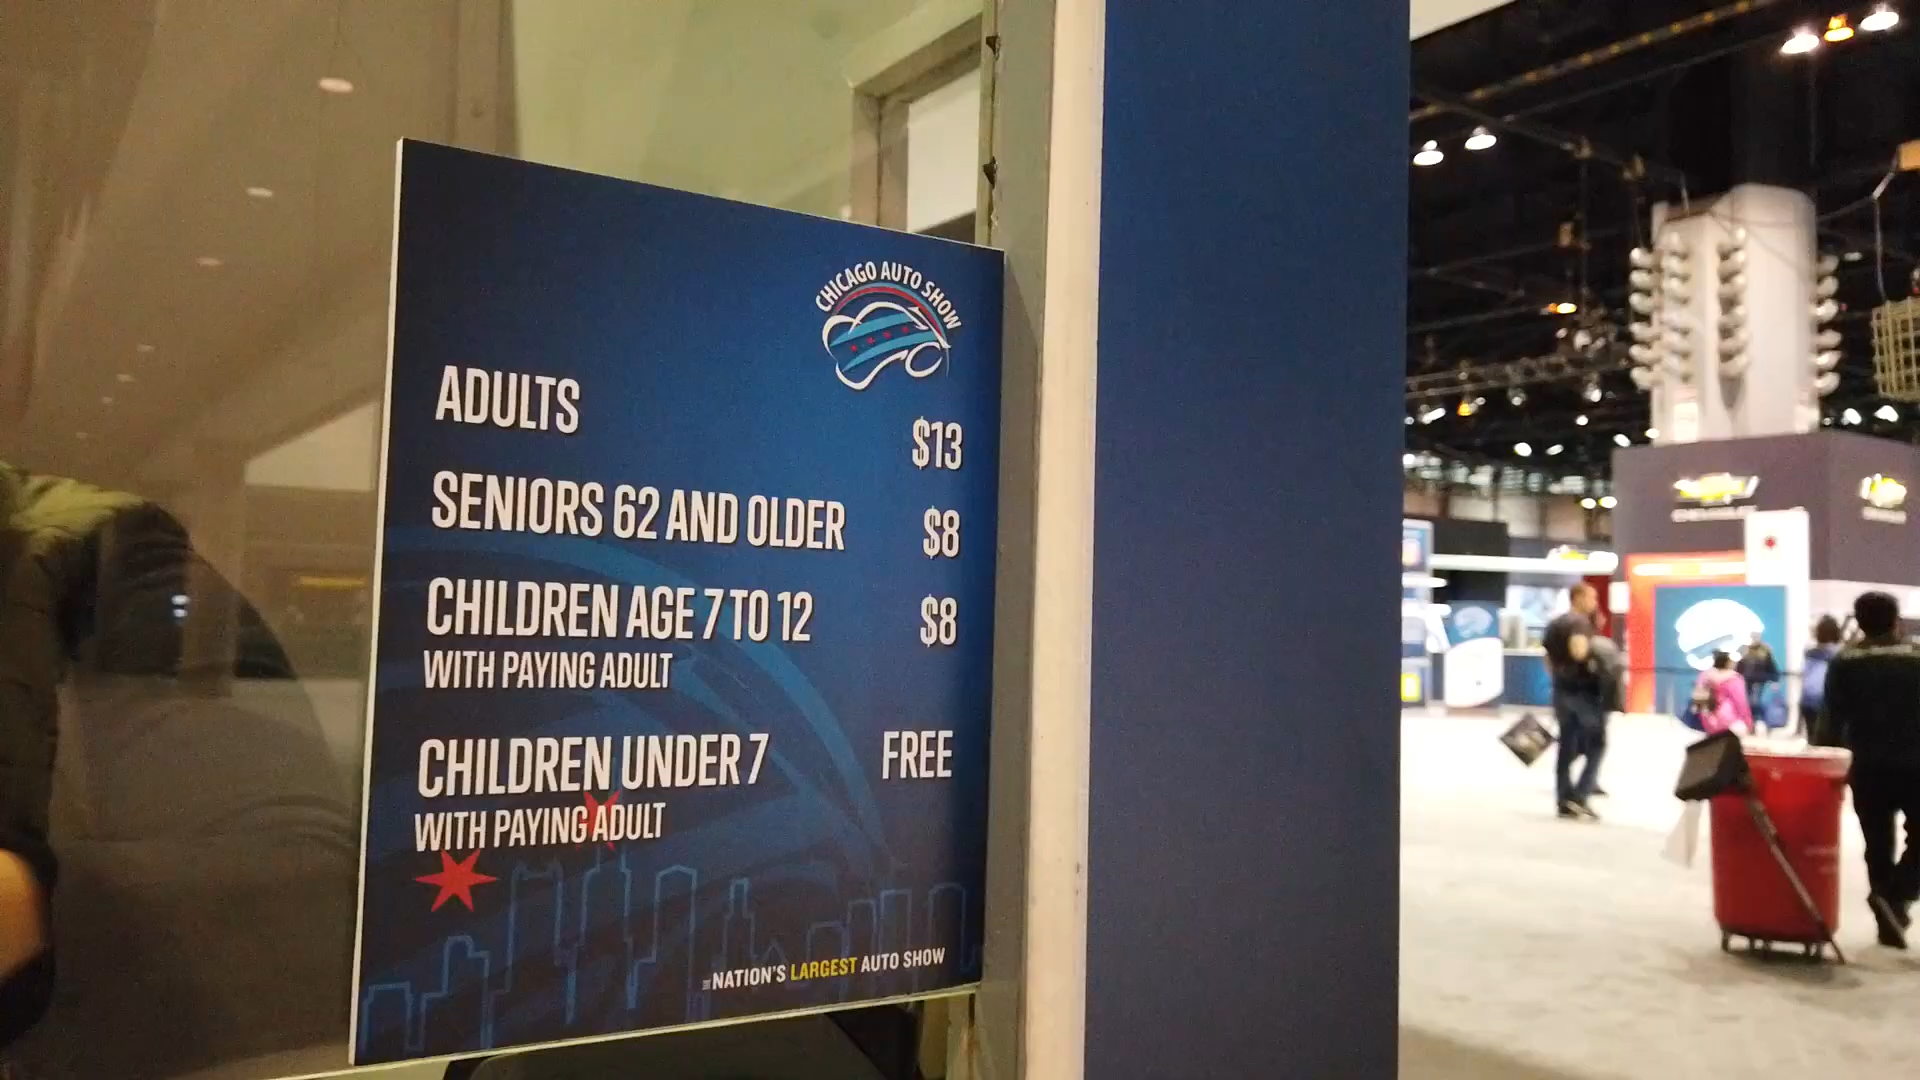 CHICAGO AUTO SHOW
ADULTS $13
SENIORS 62 AND OLDER $8
CHILDREN AGE 7 TO 12 $8
WITH PAYING ADULT
CHILDREN UNDER 7 FREE
WITH PAYING ADULT
THE NATION'S LARGEST AUTO SHOW